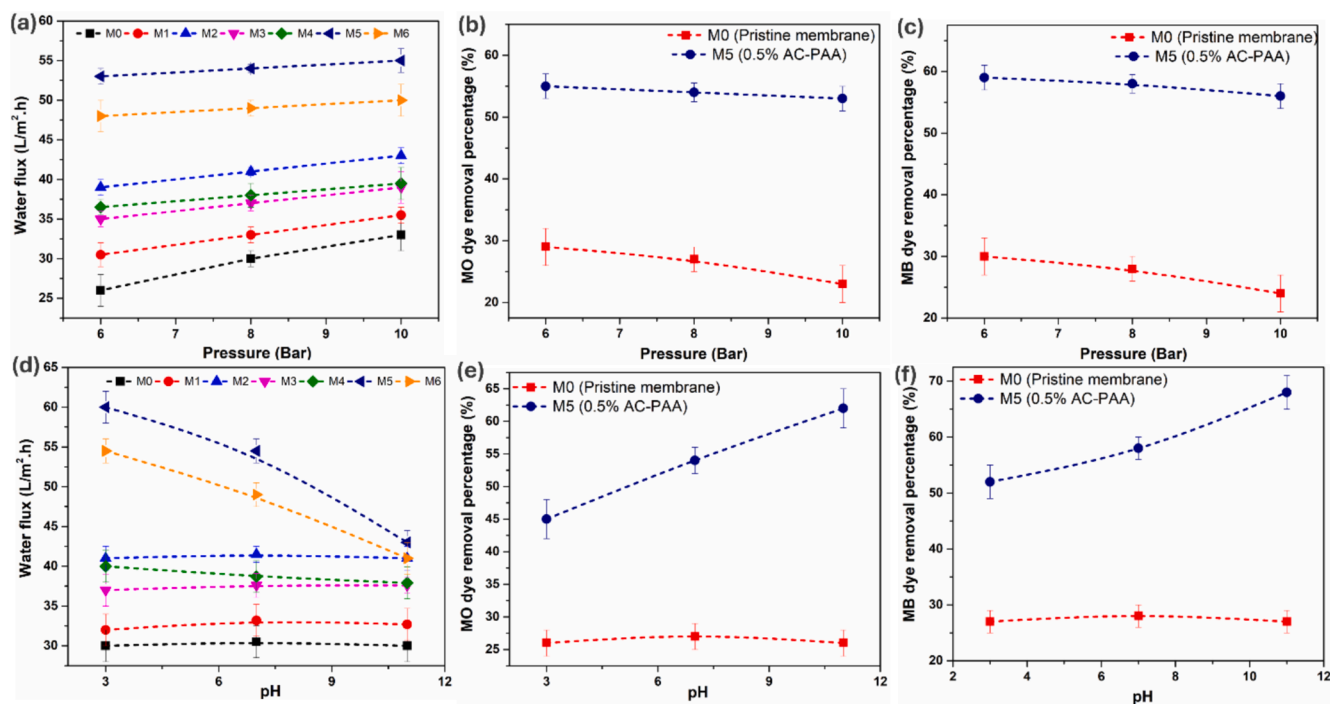 (a)
M0 M1 M2 M3 M4 M5 M6
Water flux (L/m².h)
60
55
50
45
40
35
30
25
6 7 8 9 10 11
Pressure (Bar)
(b)
M0 (Pristine membrane)
M5 (0.5% AC-PAA)
MO dye removal percentage (%)
60
50
40
30
20
6 7 8 9 10 11
Pressure (Bar)
(c)
M0 (Pristine membrane)
M5 (0.5% AC-PAA)
MB dye removal percentage (%)
60
50
40
30
20
6 7 8 9 10 11
Pressure (Bar)
(d)
M0 M1 M2 M3 M4 M5 M6
Water flux (L/m².h)
65
60
55
50
45
40
35
30
3 6 9 12
pH
(e)
M0 (Pristine membrane)
M5 (0.5% AC-PAA)
MO dye removal percentage (%)
65
60
55
50
45
40
35
30
25
3 6 9 12
pH
(f)
M0 (Pristine membrane)
M5 (0.5% AC-PAA)
MB dye removal percentage (%)
70
60
50
40
30
20
2 4 6 8 10 12
pH